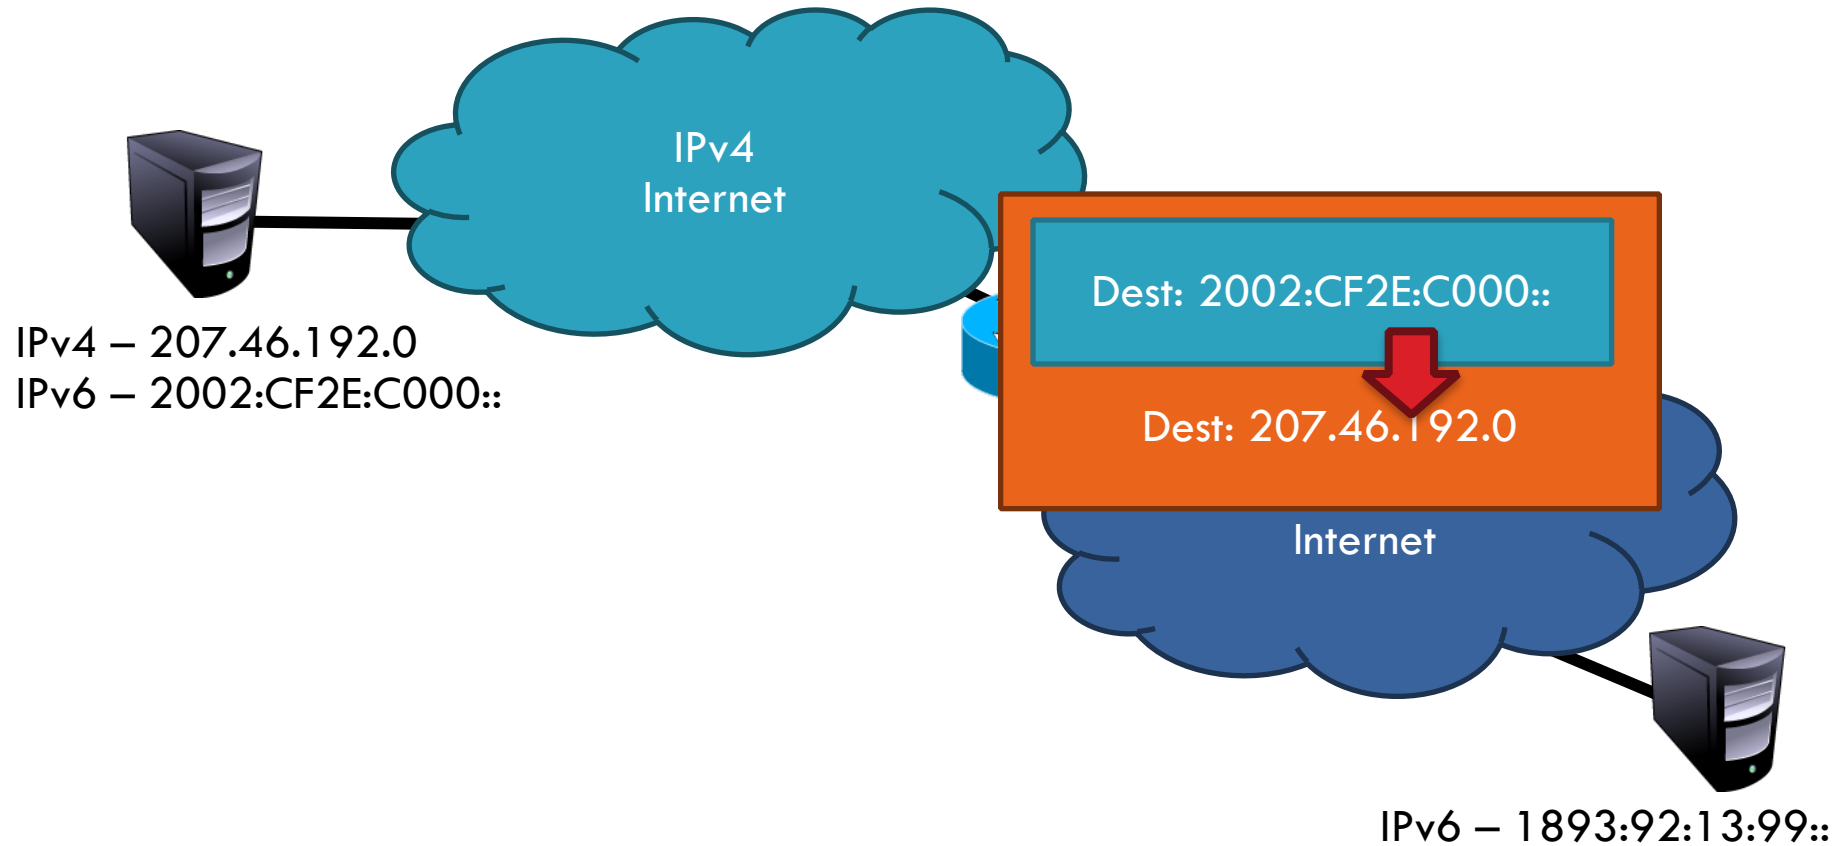 IPv4
Internet
Dest: 2002:CF2E:C000::
Dest: 207.46.192.0
IPv4 – 207.46.192.0
IPv6 – 2002:CF2E:C000::
Internet
IPv6 – 1893:92:13:99::